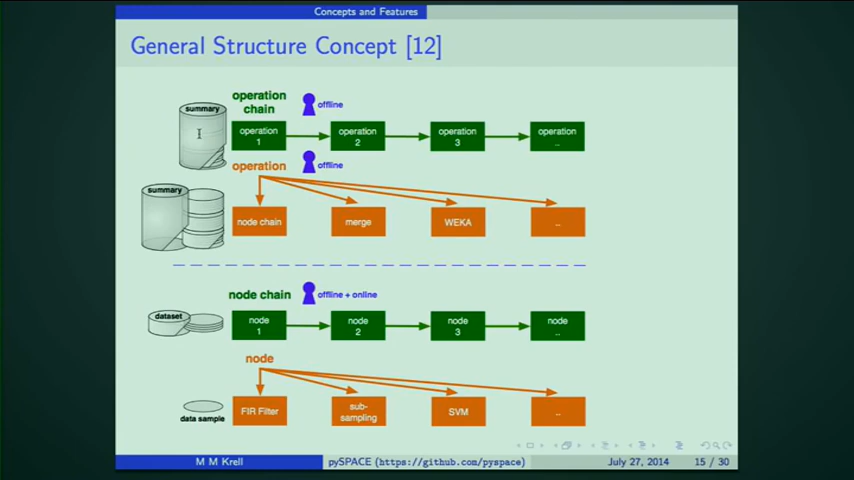 Concepts and Features
General Structure Concept [12]
summary
operation
chain
offline
operation
1
operation
2
operation
3
operation
..
operation
offline
summary
node chain
merge
WEKA
..
node chain
offline + online
dataset
node
1
node
2
node
3
node
..
node
data sample
FIR Filter
sub-
sampling
SVM
..
M M Krell
pySPACE (https://github.com/pyspace)
July 27, 2014
15 / 30